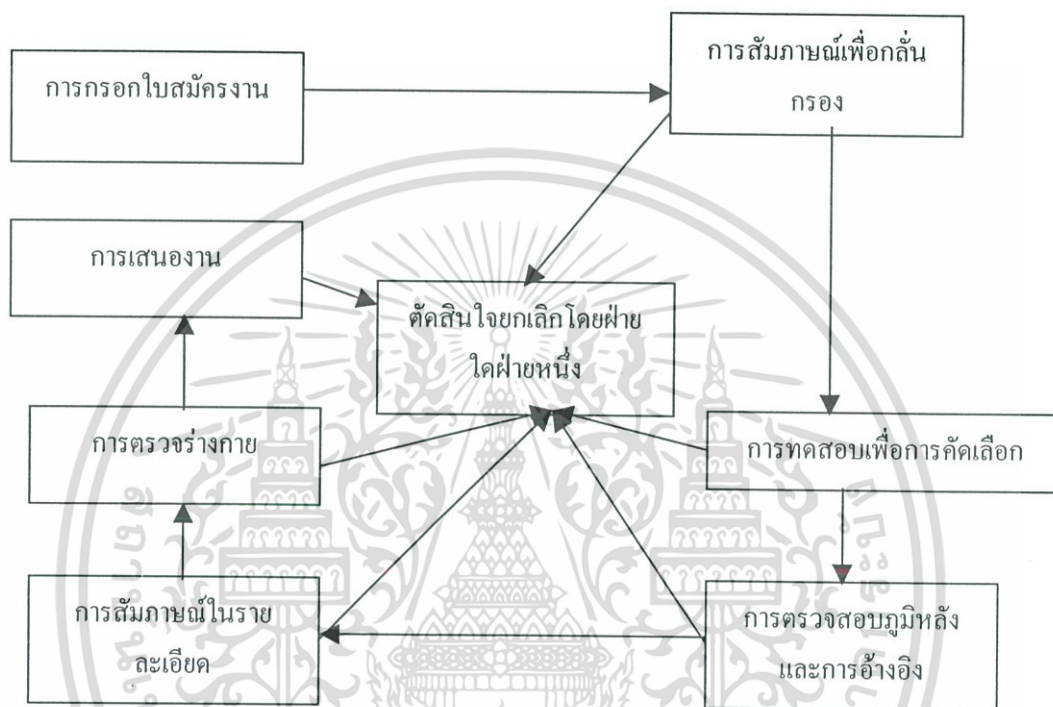 การกรอกใบสมัครงาน
การสัมภาษณ์เพื่อกลั่น
กรอง
การเสนองาน
ตัดสินใจยกเลิกโดยฝ่าย
ใดฝ่ายหนึ่ง
การตรวจร่างกาย
การทดสอบเพื่อการคัดเลือก
การสัมภาษณ์ในราย
ละเอียด
การตรวจสอบภูมิหลัง
และการอ้างอิง